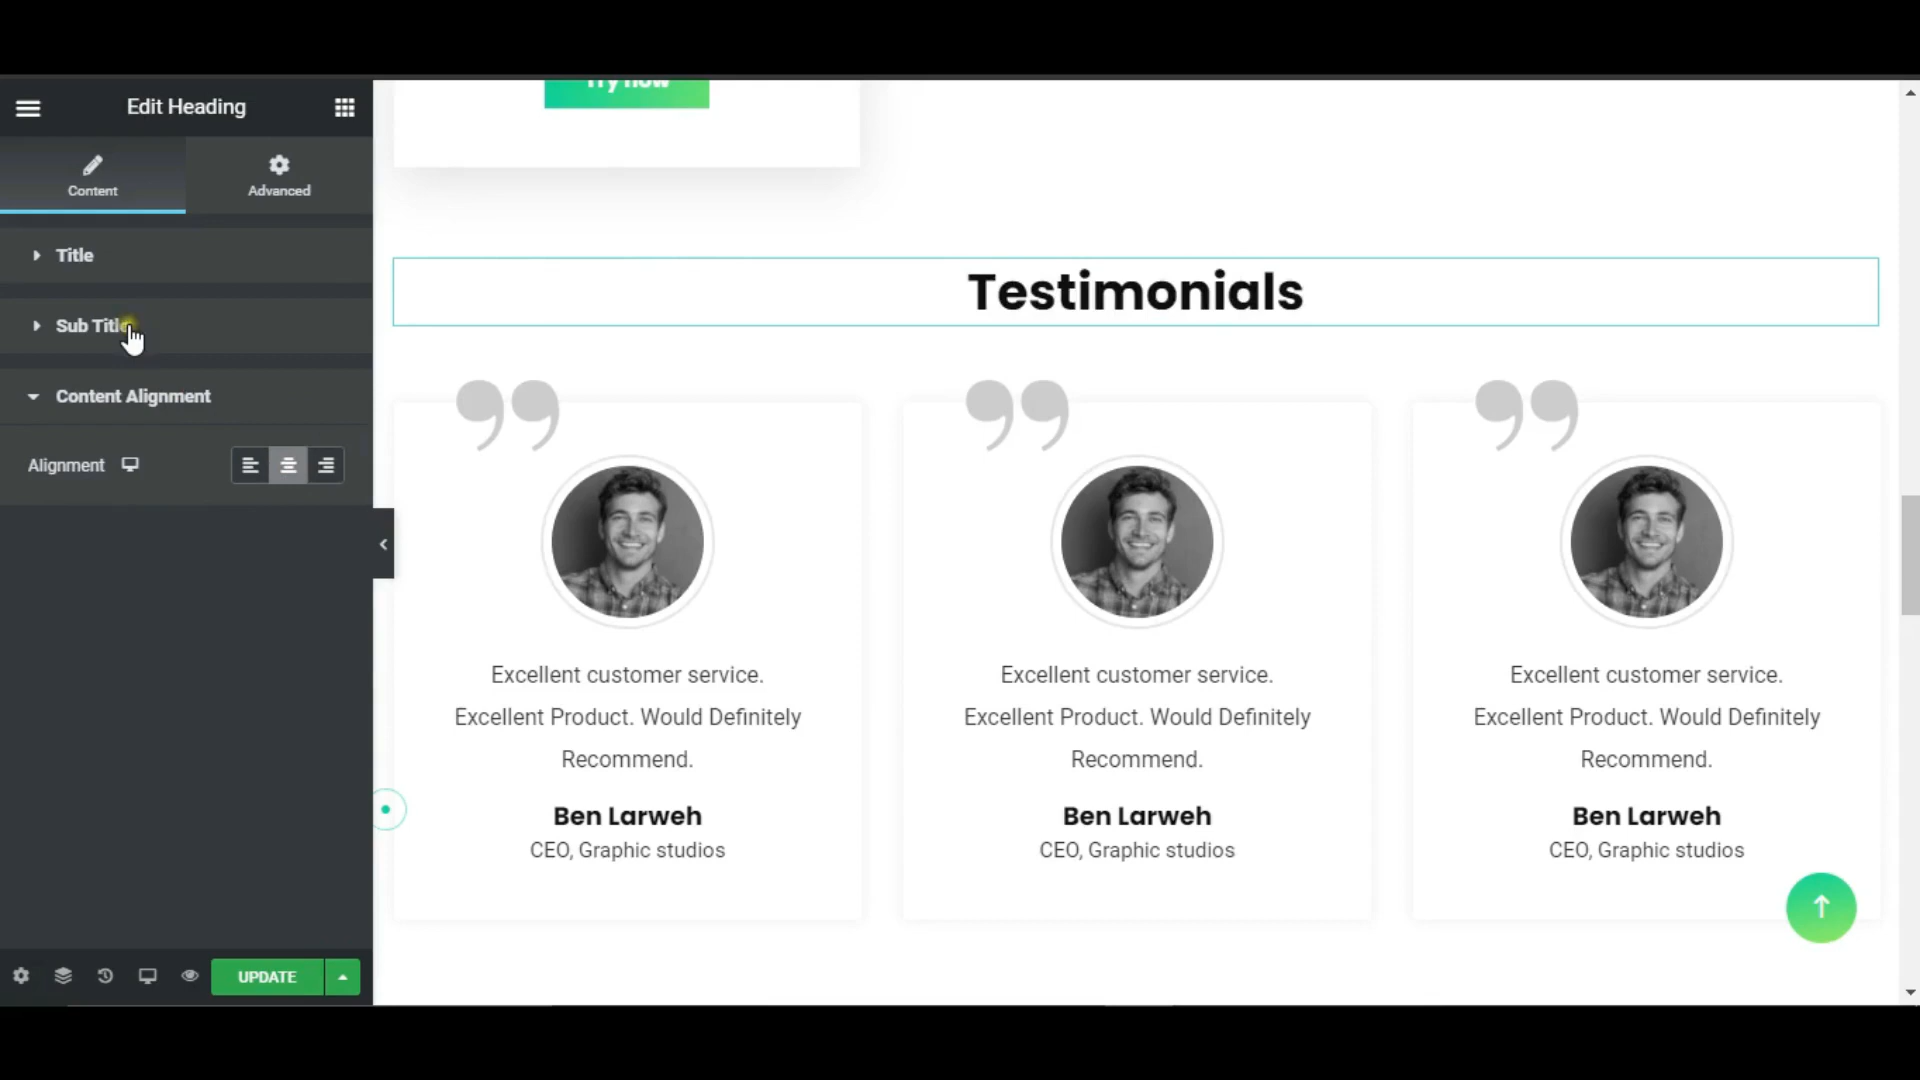 Edit Heading
Content
Advanced
Title
Sub Title
Content Alignment
Alignment
UPDATE
Try now
Testimonials
Excellent customer service.
Excellent Product. Would Definitely
Recommend.
Ben Larweh
CEO, Graphic studios
Excellent customer service.
Excellent Product. Would Definitely
Recommend.
Ben Larweh
CEO, Graphic studios
Excellent customer service.
Excellent Product. Would Definitely
Recommend.
Ben Larweh
CEO, Graphic studios